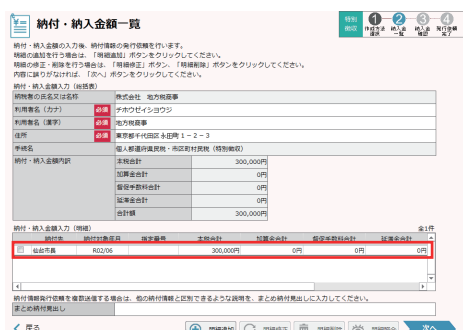 納付・納入金額一覧
特別徴収
1 作成方法選択
2 納入金一覧
3 納入金確認
4 発行依頼完了
納付・納入金額の入力後、納付情報の発行依頼を行います。
明細の追加を行う場合は、「明細追加」ボタンをクリックしてください。
明細の修正・削除を行う場合は、「明細修正」ボタン、「明細削除」ボタンをクリックしてください。
内容に誤りがなければ、「次へ」ボタンをクリックしてください。
納付・納入金額入力（総括表）
納税者の氏名又は名称 株式会社 地方税商事
利用者名（カナ） 必須 チホウゼイショウジ
利用者名（漢字） 必須 地方税商事
住所 必須 東京都千代田区永田町１－２－３
手続名 個人都道府県民税・市区町村民税（特別徴収）
納付・納入金額内訳 本税合計 300,000円
加算金合計 0円
督促手数料合計 0円
延滞金合計 0円
合計額 300,000円
納付・納入金額入力（明細） 全1件
納付先 納付対象年月 指定番号 本税合計 加算金合計 督促手数料合計 延滞金合計
仙台市長 R02/06 300,000円 0円 0円 0円
納付情報発行依頼を複数送信する場合は、他の納付情報と区別できるような説明を、まとめ納付見出しに入力してください。
まとめ納付見出し
戻る 明細追加 明細修正 明細削除 明細照会 次へ